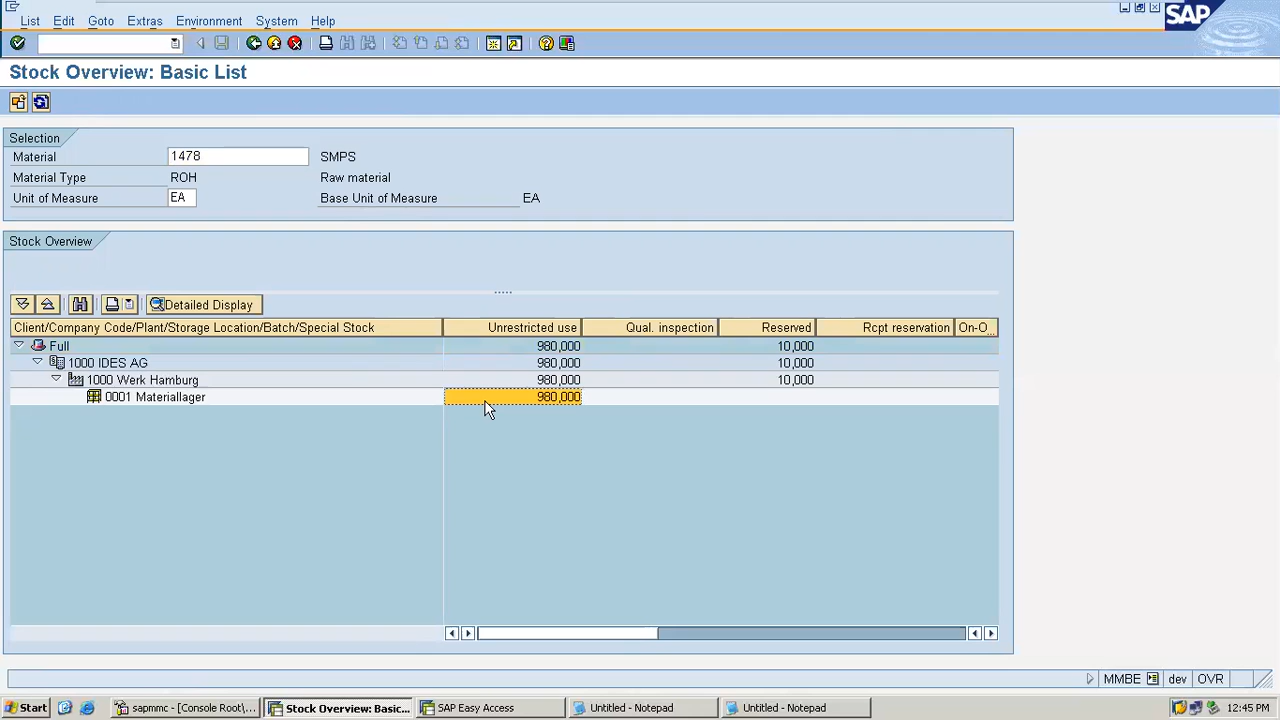 List Edit Goto Extras Environment System Help
SAP
Stock Overview: Basic List
Selection
Material 1478 SMPS
Material Type ROH Raw material
Unit of Measure EA Base Unit of Measure EA
Stock Overview
Detailed Display
Client/Company Code/Plant/Storage Location/Batch/Special Stock Unrestricted use Qual. inspection Reserved Rcpt reservation On-O...
Full 980,000 10,000
1000 IDES AG 980,000 10,000
1000 Werk Hamburg 980,000 10,000
0001 Materiallager 980,000
MMBE dev OVR
Start sapmmc - [Console Root\... Stock Overview: Basic... SAP Easy Access Untitled - Notepad Untitled - Notepad 12:45 PM